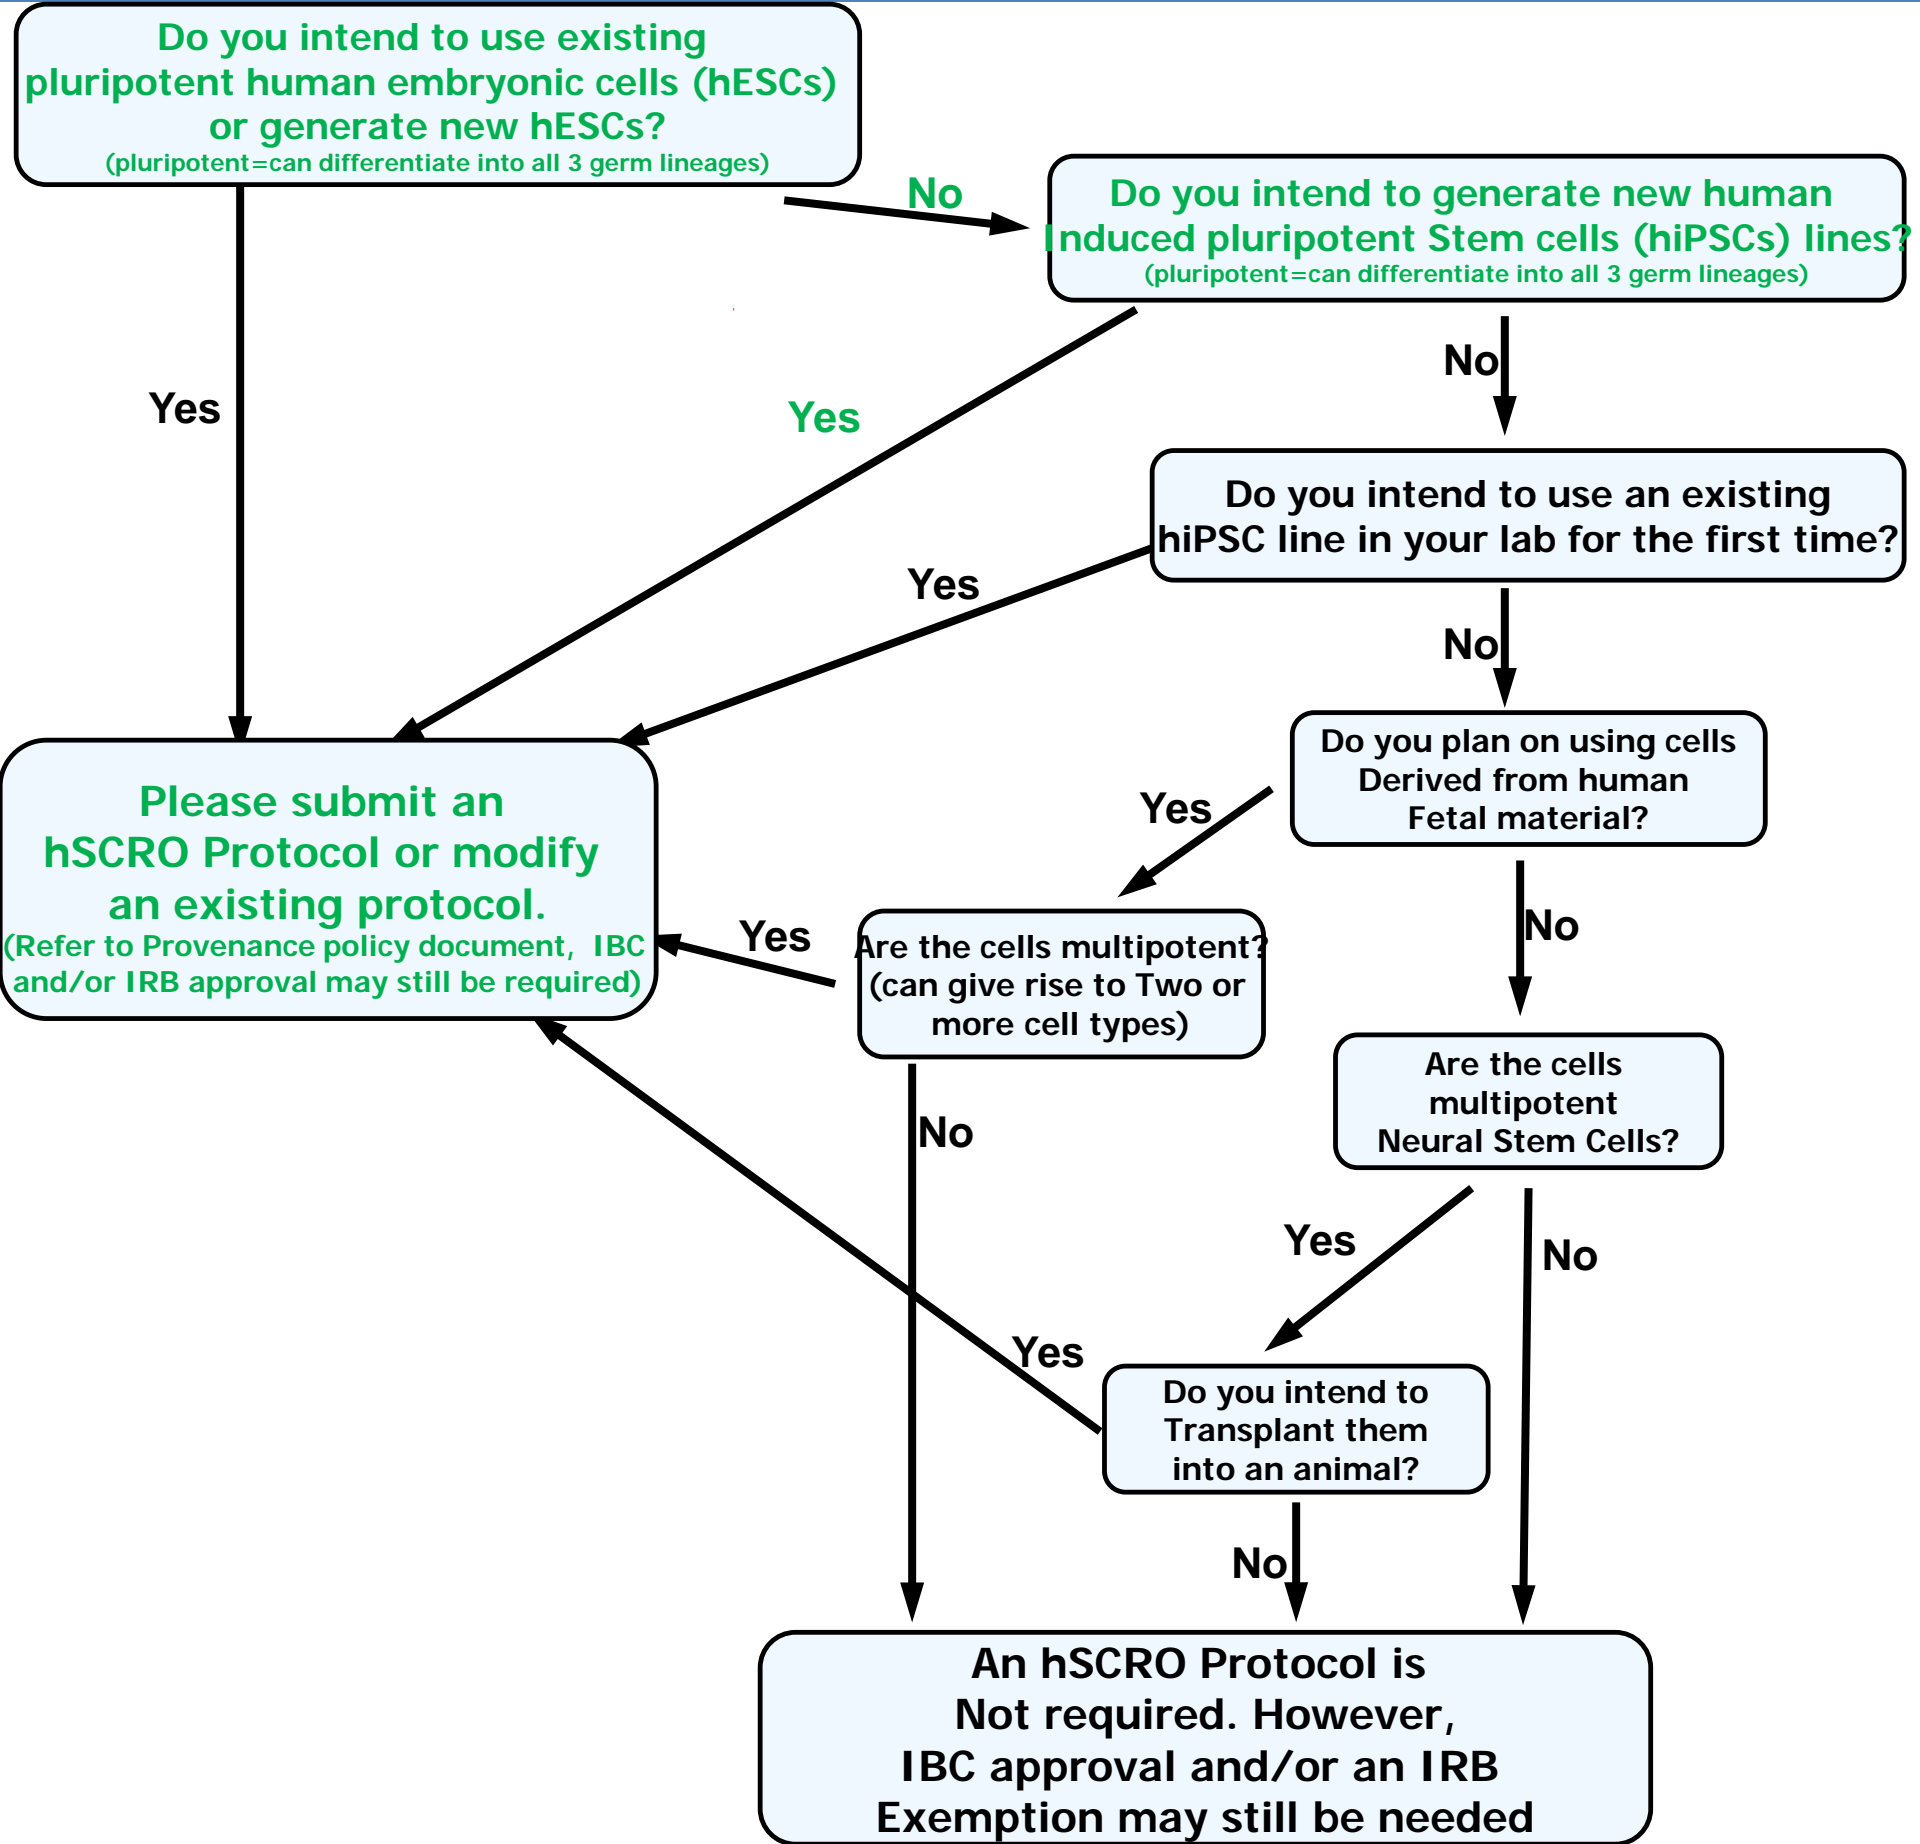 Do you intend to use existing
pluripotent human embryonic cells (hESCs)
or generate new hESCs?
(pluripotent=can differentiate into all 3 germ lineages)
No
Do you intend to generate new human
Induced pluripotent Stem cells (hiPSCs) lines?
(pluripotent=can differentiate into all 3 germ lineages)
Yes
Yes
No
Do you intend to use an existing
hiPSC line in your lab for the first time?
Yes
No
Do you plan on using cells
Derived from human
Fetal material?
Please submit an
hSCRO Protocol or modify
an existing protocol.
(Refer to Provenance policy document, IBC
and/or IRB approval may still be required)
Yes
No
Yes
Are the cells multipotent?
(can give rise to Two or
more cell types)
Are the cells
multipotent
Neural Stem Cells?
No
Yes
No
Yes
Do you intend to
Transplant them
into an animal?
No
An hSCRO Protocol is
Not required. However,
IBC approval and/or an IRB
Exemption may still be needed